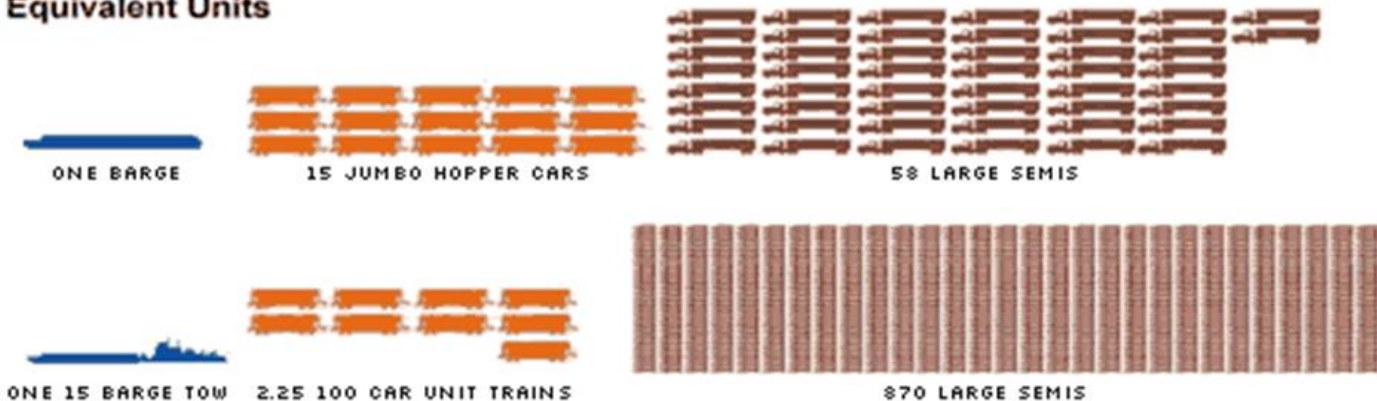 Equivalent Units
ONE BARGE
15 JUMBO HOPPER CARS
58 LARGE SEMIS
ONE 15 BARGE TOW
2.25 100 CAR UNIT TRAINS
870 LARGE SEMIS